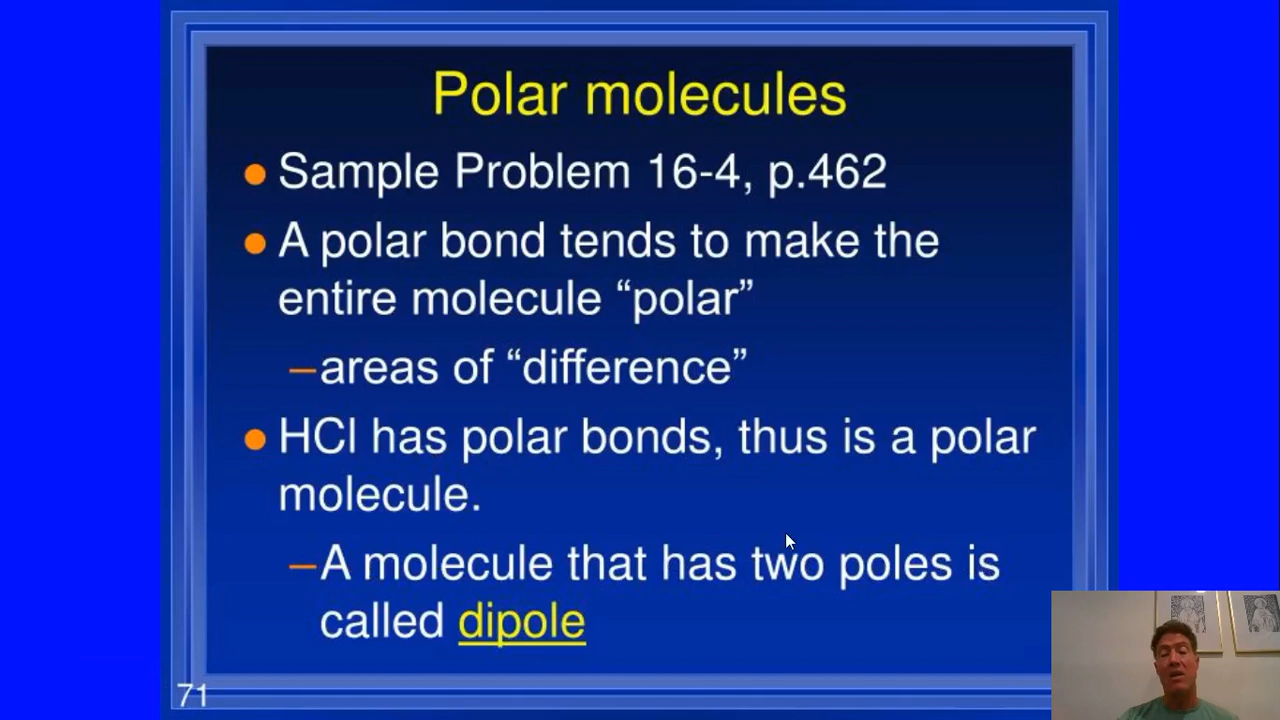 Polar molecules
Sample Problem 16-4, p.462
A polar bond tends to make the
entire molecule “polar”
–areas of “difference”
HCl has polar bonds, thus is a polar
molecule.
–A molecule that has two poles is
called dipole
71